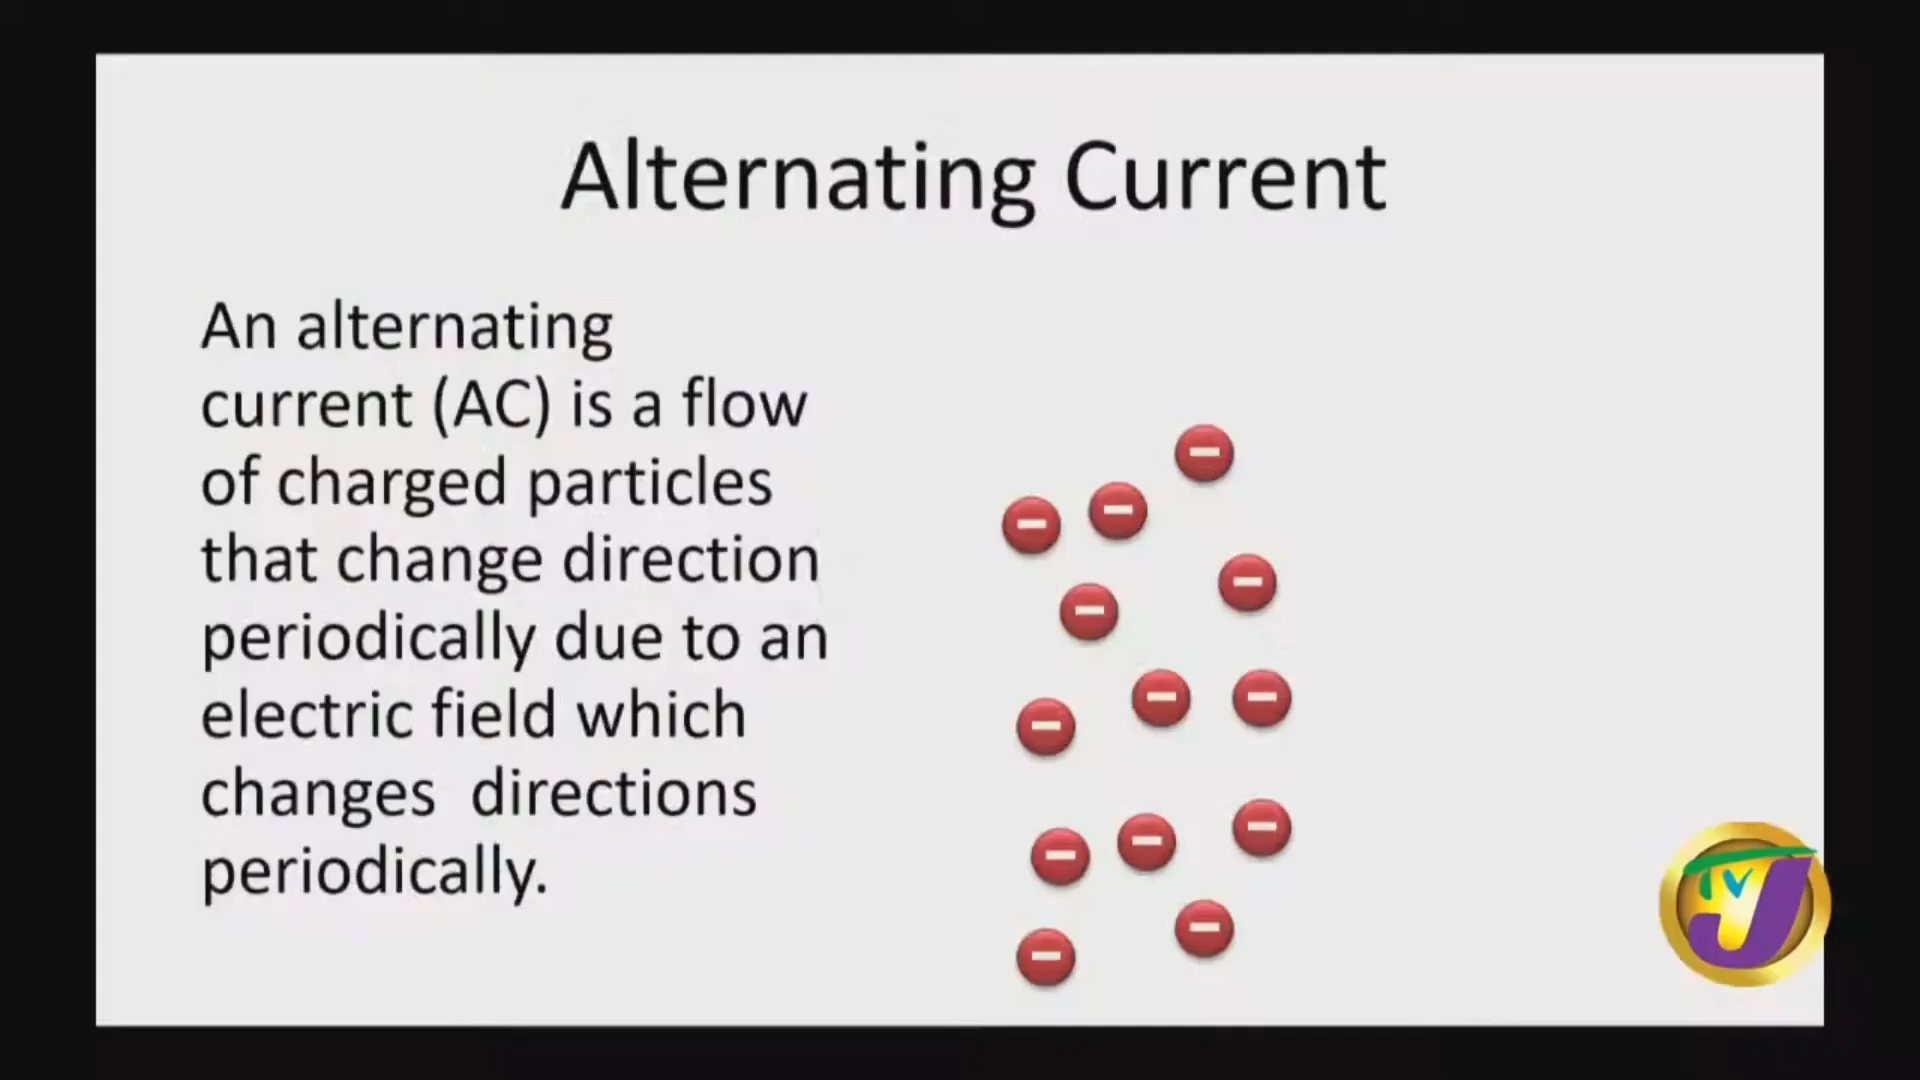 Alternating Current
An alternating
current (AC) is a flow
of charged particles
that change direction
periodically due to an
electric field which
changes  directions
periodically.
TVJ